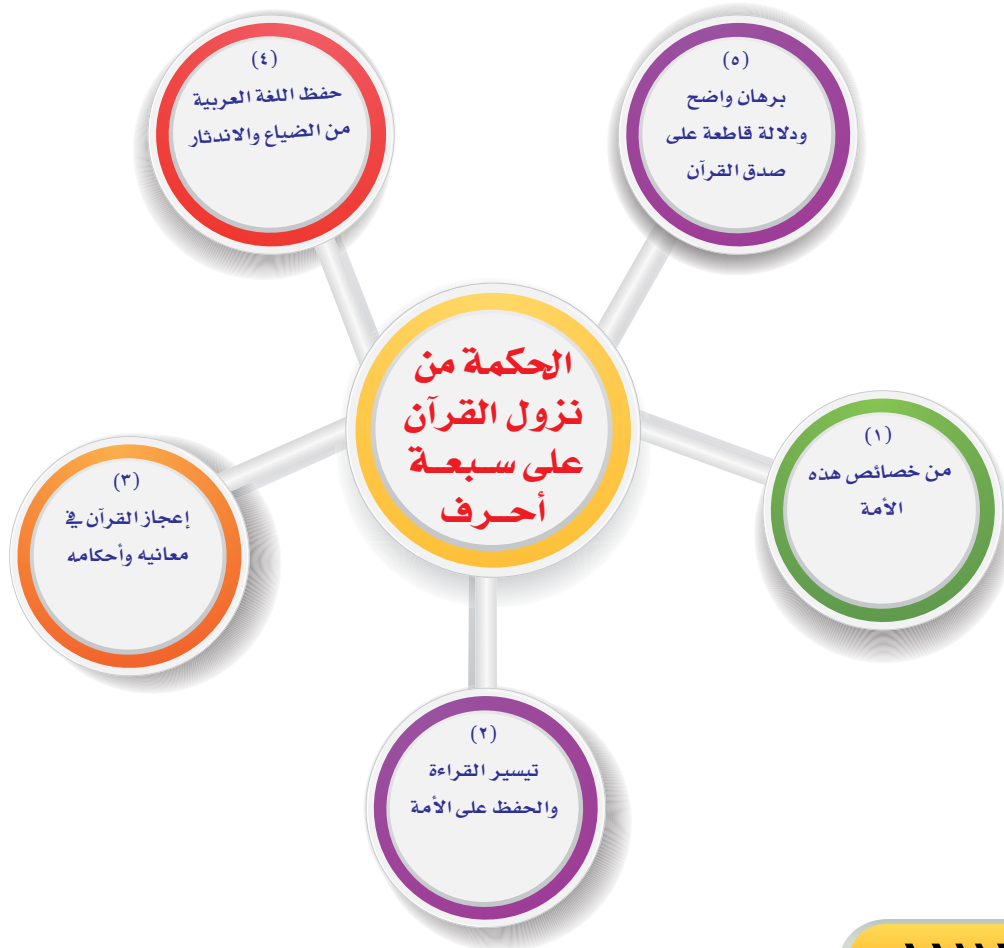 الحكمة من
نزول القرآن
على سبعة
أحرف
(١)
من خصائص هذه
الأمة
(٢)
تيسير القراءة
والحفظ على الأمة
(٣)
إعجاز القرآن في
معانيه وأحكامه
(٤)
حفظ اللغة العربية
من الضياع والاندثار
(٥)
برهان واضح
ودلالة قاطعة على
صدق القرآن